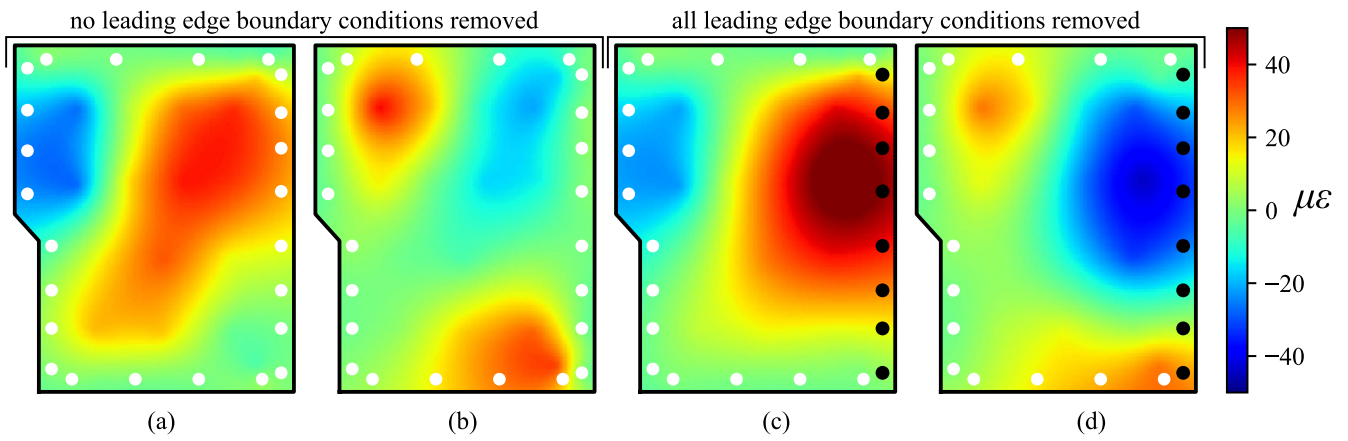 no leading edge boundary conditions removed
all leading edge boundary conditions removed
40
20
0
−20
−40
με
(a)
(b)
(c)
(d)